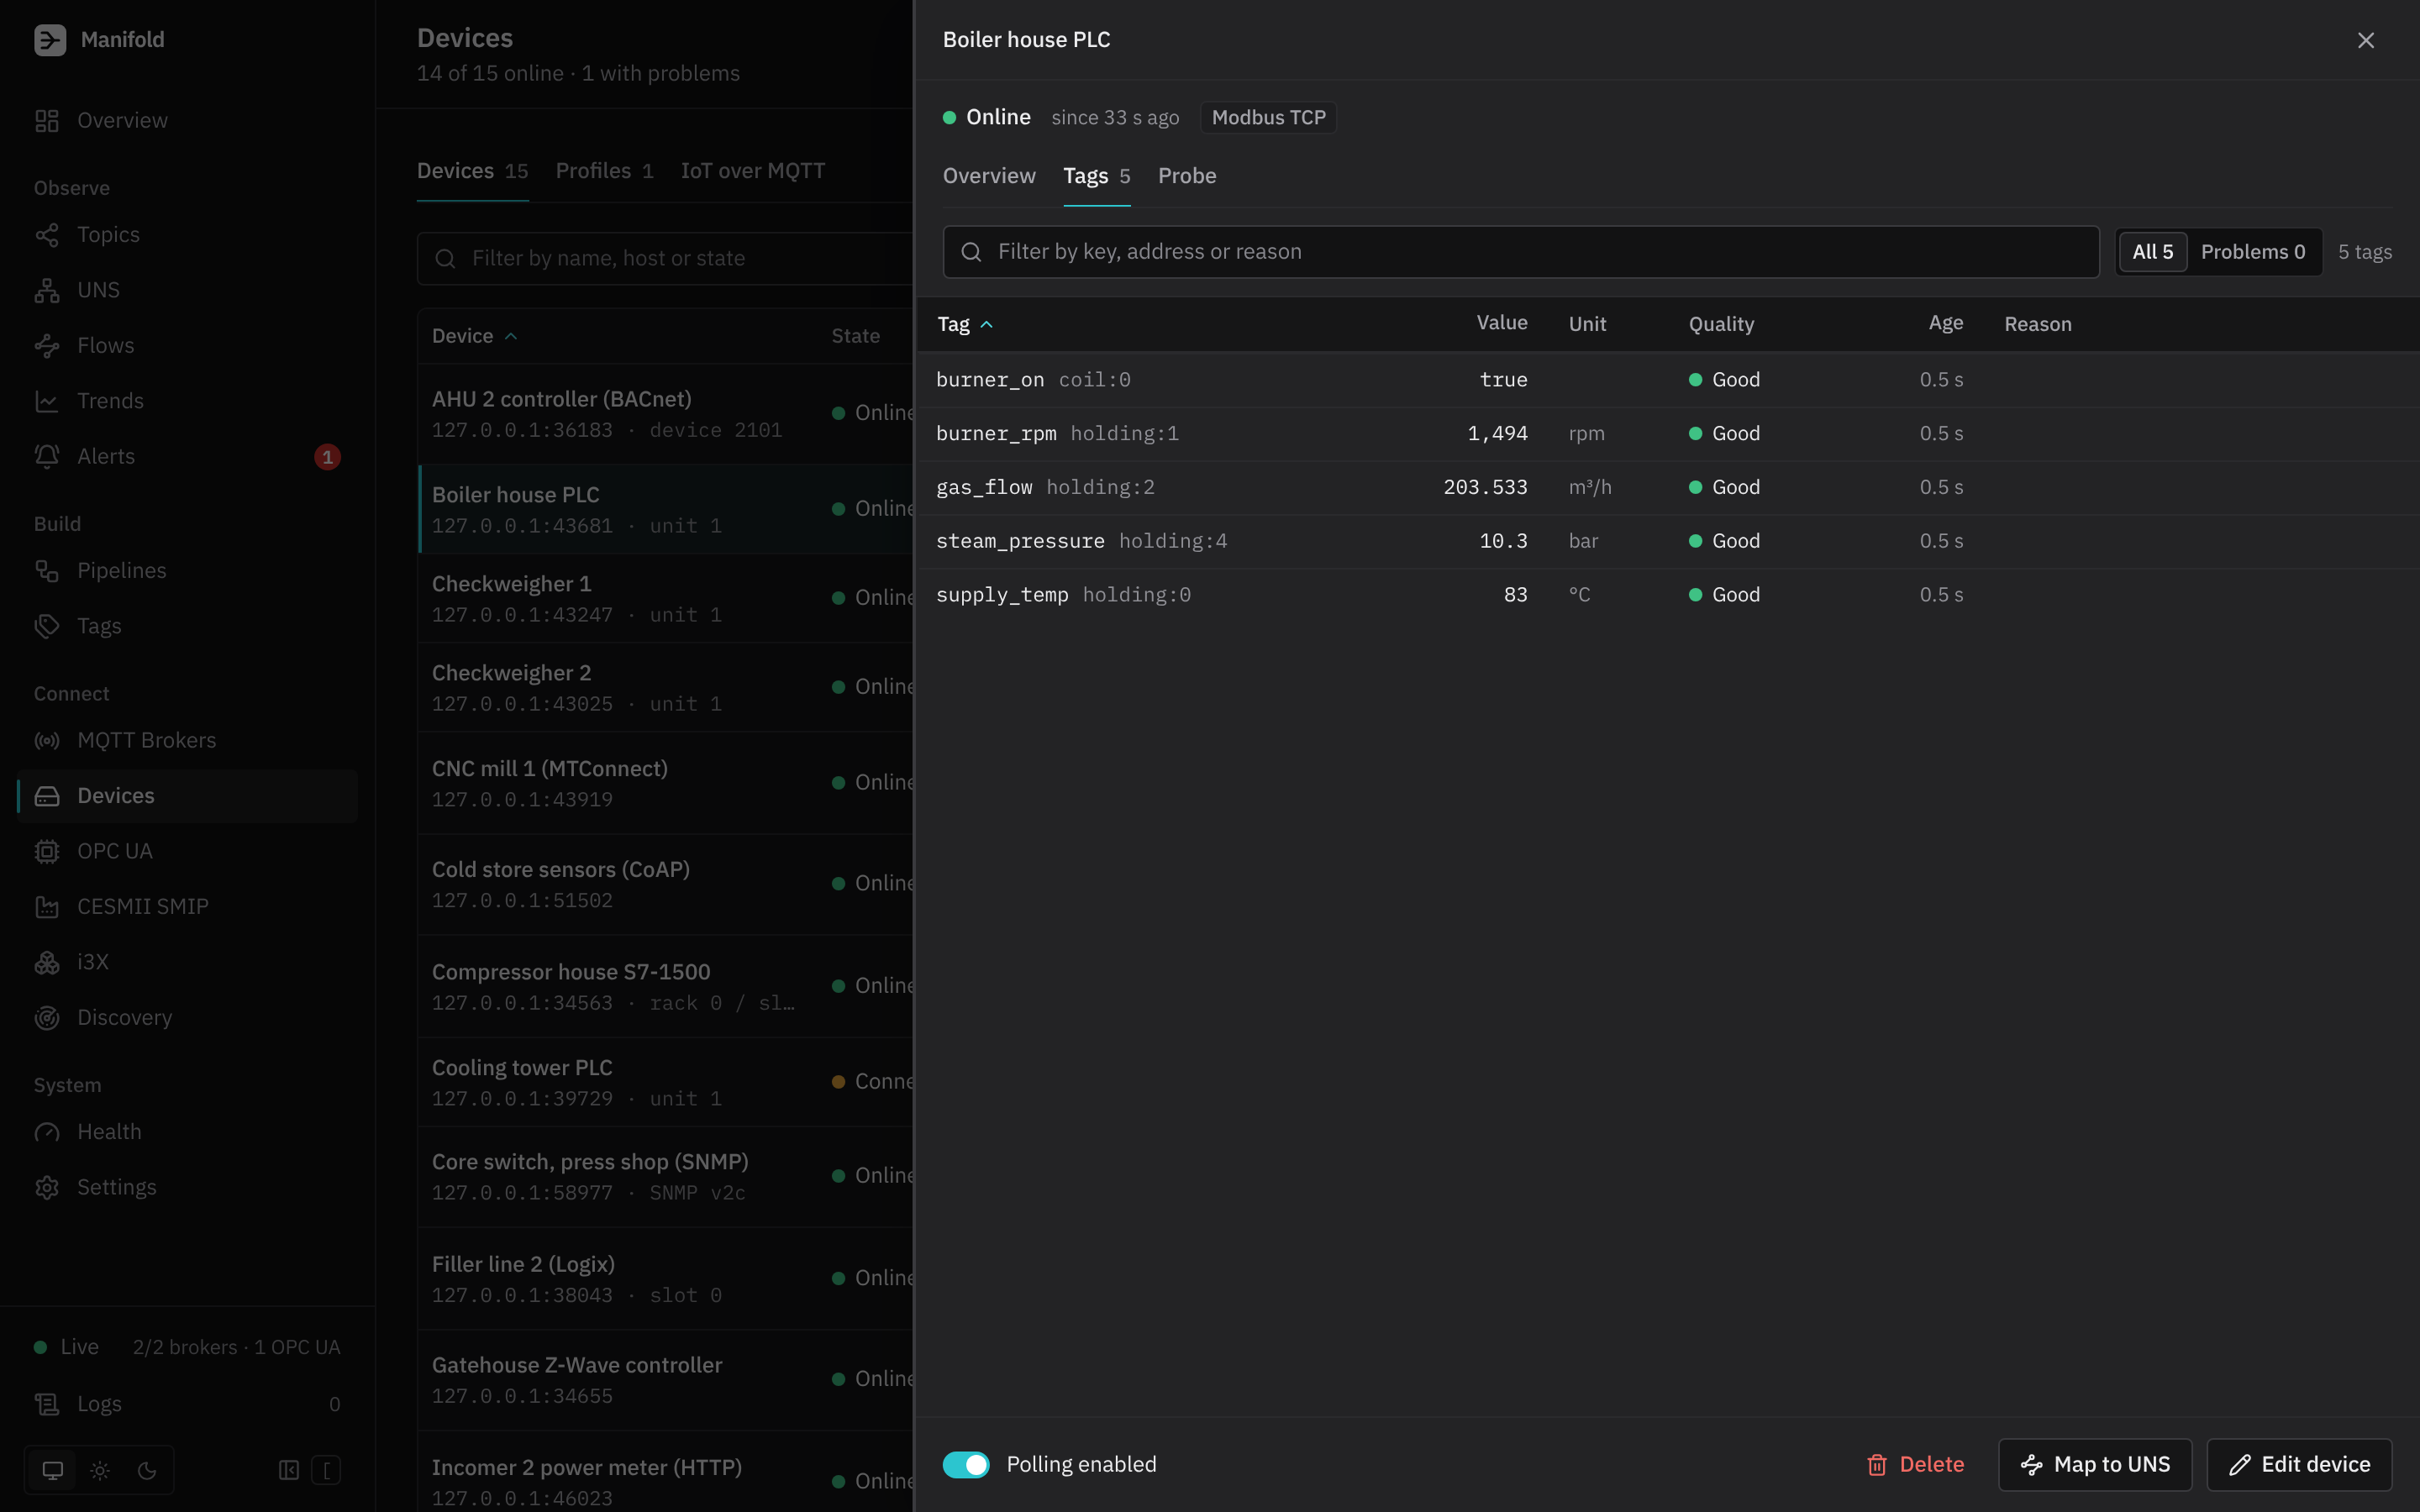 Manifold
Overview
Observe
Topics
UNS
Flows
Trends
Alerts 1
Build
Pipelines
Tags
Connect
MQTT Brokers
Devices
OPC UA
CESMII SMIP
i3X
Discovery
System
Health
Settings
Live 2/2 brokers · 1 OPC UA
Logs 0
[
Devices
14 of 15 online · 1 with problems
Devices 15 Profiles 1 IoT over MQTT
Filter by name, host or state
Device State
AHU 2 controller (BACnet)
127.0.0.1:36183 · device 2101
Online
Boiler house PLC
127.0.0.1:43681 · unit 1
Online
Checkweigher 1
127.0.0.1:43247 · unit 1
Online
Checkweigher 2
127.0.0.1:43025 · unit 1
Online
CNC mill 1 (MTConnect)
127.0.0.1:43919
Online
Cold store sensors (CoAP)
127.0.0.1:51502
Online
Compressor house S7-1500
127.0.0.1:34563 · rack 0 / sl…
Online
Cooling tower PLC
127.0.0.1:39729 · unit 1
Conne
Core switch, press shop (SNMP)
127.0.0.1:58977 · SNMP v2c
Online
Filler line 2 (Logix)
127.0.0.1:38043 · slot 0
Online
Gatehouse Z-Wave controller
127.0.0.1:34655
Online
Incomer 2 power meter (HTTP)
127.0.0.1:46023
Online
Boiler house PLC
Online since 33 s ago Modbus TCP
Overview Tags 5 Probe
Filter by key, address or reason
All 5 Problems 0 5 tags
Tag Value Unit Quality Age Reason
burner_on coil:0 true Good 0.5 s
burner_rpm holding:1 1,494 rpm Good 0.5 s
gas_flow holding:2 203.533 m³/h Good 0.5 s
steam_pressure holding:4 10.3 bar Good 0.5 s
supply_temp holding:0 83 °C Good 0.5 s
Polling enabled
Delete
Map to UNS
Edit device